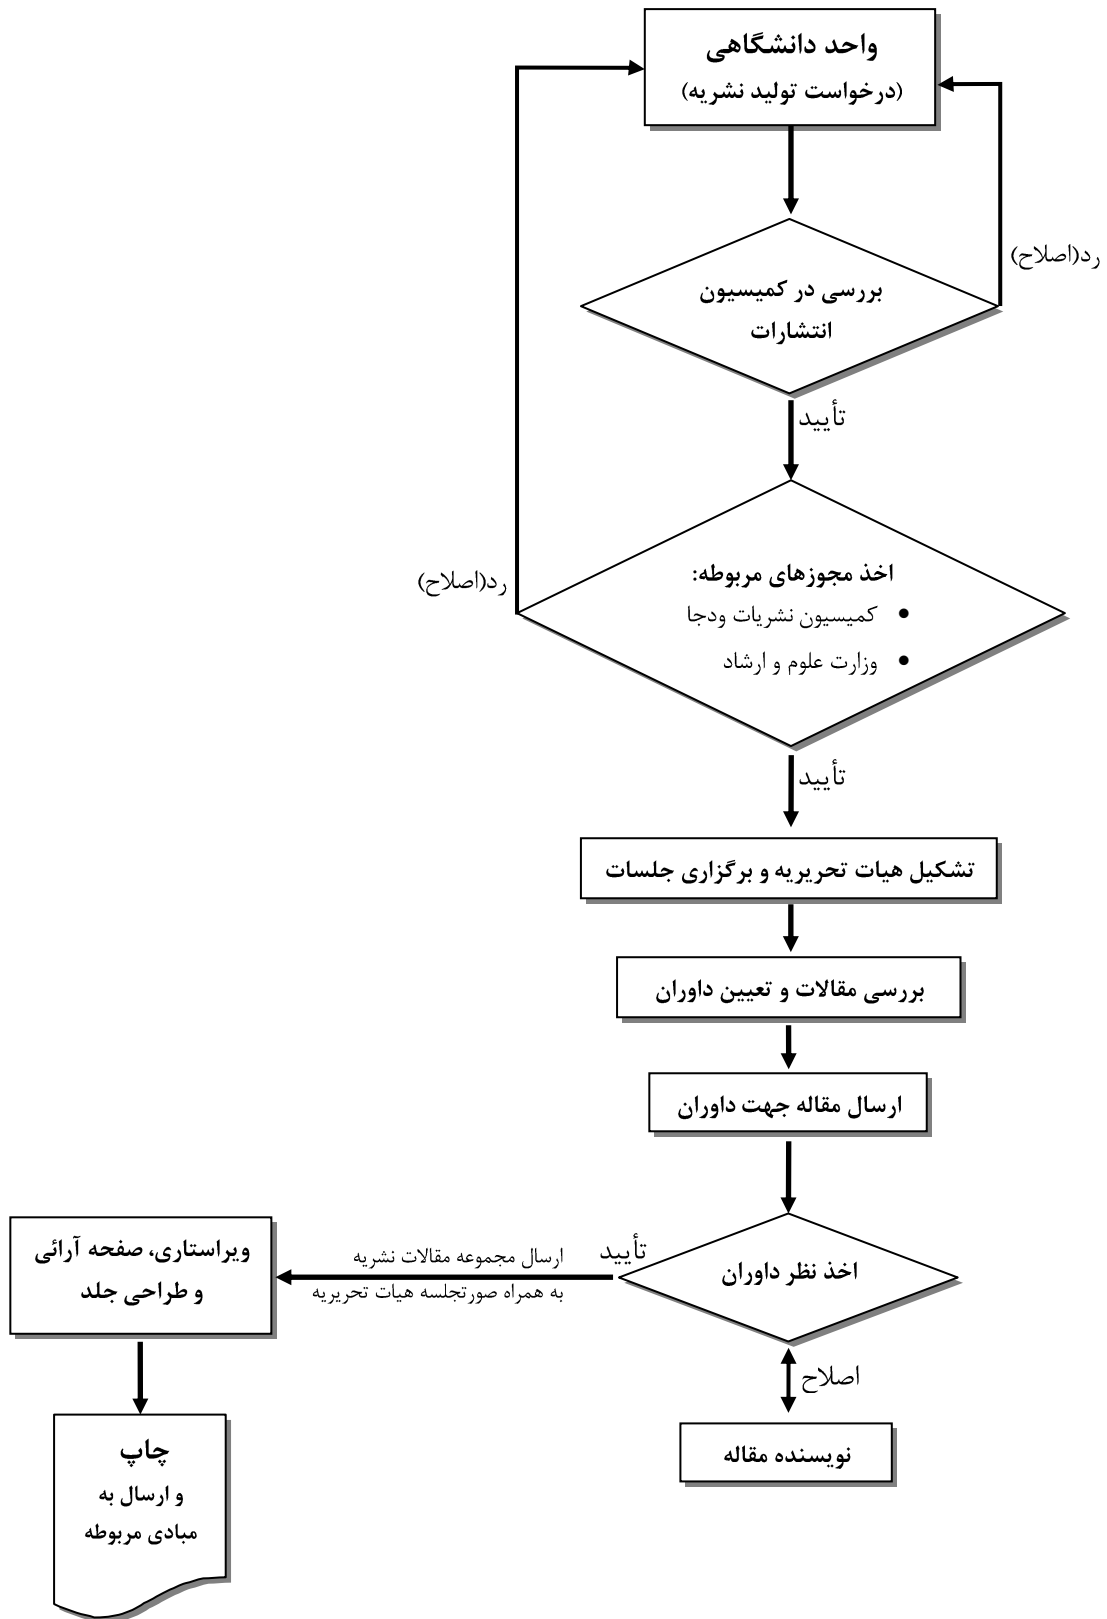 واحد دانشگاهی
(درخواست تولید نشریه)
رد(اصلاح)
بررسی در کمیسیون
انتشارات
تأیید
اخذ مجوزهای مربوطه:
رد(اصلاح)
• کمیسیون نشریات ودجا
• وزارت علوم و ارشاد
تأیید
تشکیل هیات تحریریه و برگزاری جلسات
بررسی مقالات و تعیین داوران
ارسال مقاله جهت داوران
اخذ نظر داوران
تأیید
ارسال مجموعه مقالات نشریه
به همراه صورتجلسه هیات تحریریه
ویراستاری، صفحه آرائی
و طراحی جلد
اصلاح
نویسنده مقاله
چاپ
و ارسال به
مبادی مربوطه